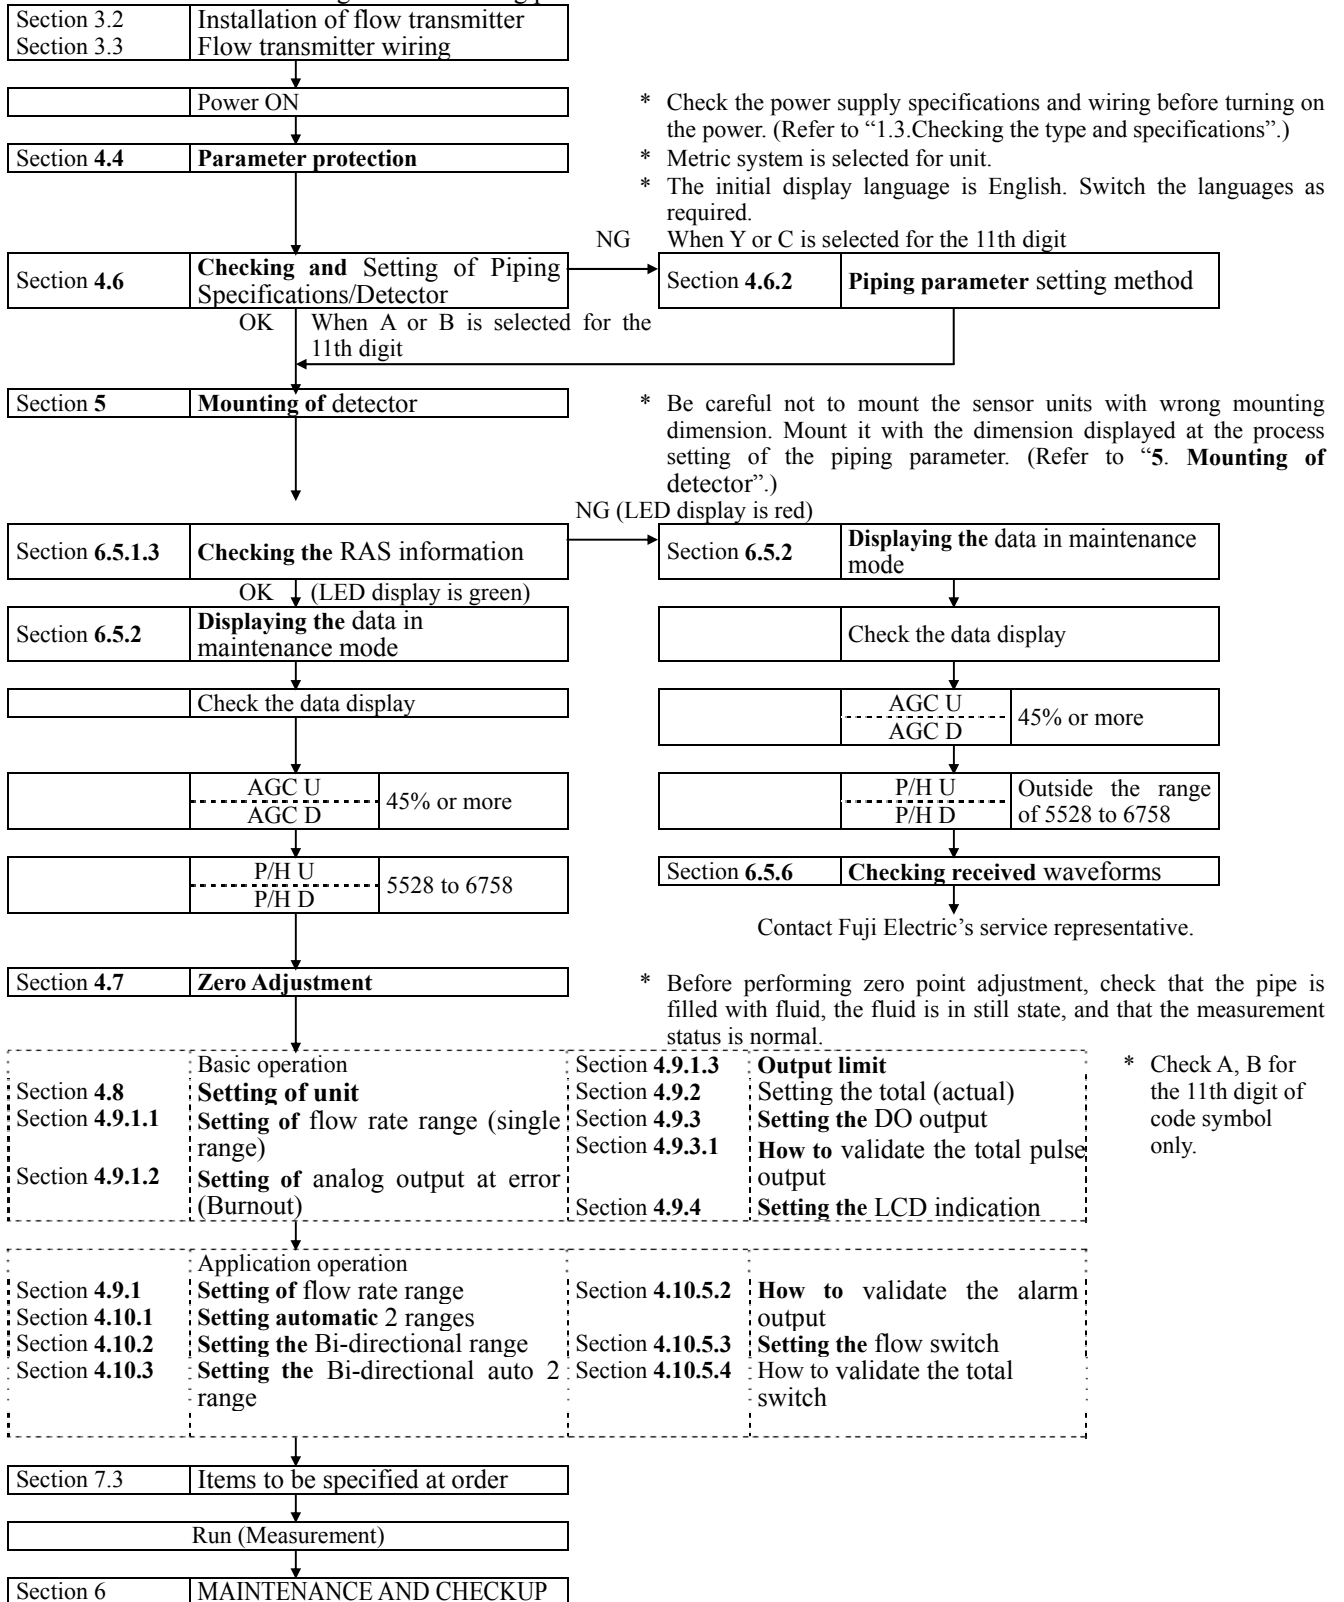 Section 3.2 Installation of flow transmitter
Section 3.3 Flow transmitter wiring
Power ON
* Check the power supply specifications and wiring before turning on
the power. (Refer to “1.3.Checking the type and specifications”.)
Section 4.4 Parameter protection
* Metric system is selected for unit.
* The initial display language is English. Switch the languages as
required.
NG When Y or C is selected for the 11th digit
Section 4.6 Checking and Setting of Piping
Specifications/Detector
Section 4.6.2 Piping parameter setting method
OK When A or B is selected for the
11th digit
Section 5 Mounting of detector
* Be careful not to mount the sensor units with wrong mounting
dimension. Mount it with the dimension displayed at the process
setting of the piping parameter. (Refer to “5. Mounting of
detector”.)
NG (LED display is red)
Section 6.5.1.3 Checking the RAS information
OK (LED display is green)
Section 6.5.2 Displaying the data in
maintenance mode
Check the data display
AGC U
AGC D
45% or more
P/H U
P/H D
5528 to 6758
Section 6.5.2 Displaying the data in maintenance
mode
Check the data display
AGC U
AGC D
45% or more
P/H U
P/H D
Outside the range
of 5528 to 6758
Section 6.5.6 Checking received waveforms
Contact Fuji Electric’s service representative.
Section 4.7 Zero Adjustment
* Before performing zero point adjustment, check that the pipe is
filled with fluid, the fluid is in still state, and that the measurement
status is normal.
Basic operation
Section 4.8 Setting of unit
Section 4.9.1.1 Setting of flow rate range (single
range)
Section 4.9.1.2 Setting of analog output at error
(Burnout)
Section 4.9.1.3 Output limit
Section 4.9.2 Setting the total (actual)
Section 4.9.3 Setting the DO output
Section 4.9.3.1 How to validate the total pulse
output
Section 4.9.4 Setting the LCD indication
* Check A, B for
the 11th digit of
code symbol
only.
Application operation
Section 4.9.1 Setting of flow rate range
Section 4.10.1 Setting automatic 2 ranges
Section 4.10.2 Setting the Bi-directional range
Section 4.10.3 Setting the Bi-directional auto 2
range
Section 4.10.5.2 How to validate the alarm
output
Section 4.10.5.3 Setting the flow switch
Section 4.10.5.4 How to validate the total
switch
Section 7.3 Items to be specified at order
Run (Measurement)
Section 6 MAINTENANCE AND CHECKUP